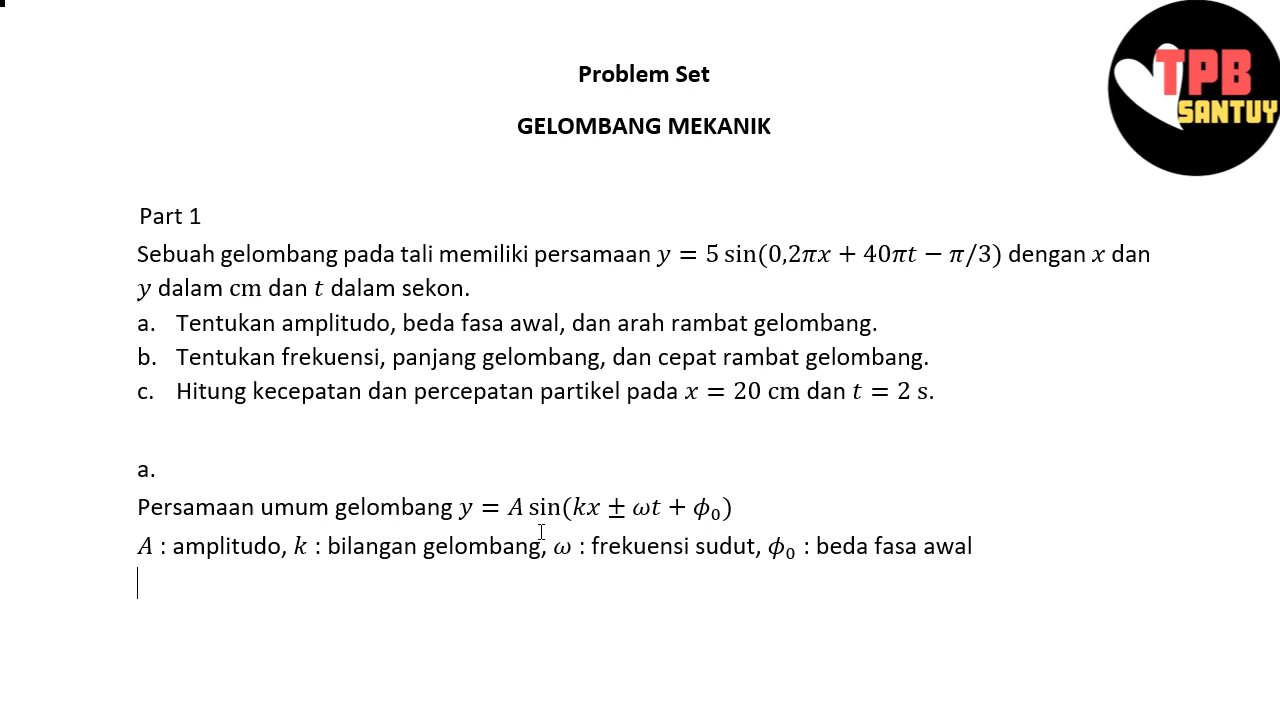 Problem Set
TPB
SANTUY
GELOMBANG MEKANIK
Part 1
Sebuah gelombang pada tali memiliki persamaan 𝑦 = 5 sin(0,2𝜋𝑥 + 40𝜋𝑡 − 𝜋/3) dengan 𝑥 dan
𝑦 dalam cm dan 𝑡 dalam sekon.
a. Tentukan amplitudo, beda fasa awal, dan arah rambat gelombang.
b. Tentukan frekuensi, panjang gelombang, dan cepat rambat gelombang.
c. Hitung kecepatan dan percepatan partikel pada 𝑥 = 20 cm dan 𝑡 = 2 s.
a.
Persamaan umum gelombang 𝑦 = 𝐴 sin(𝑘𝑥 ± 𝜔𝑡 + 𝜙₀)
𝐴 : amplitudo, 𝑘 : bilangan gelombang, 𝜔 : frekuensi sudut, 𝜙₀ : beda fasa awal